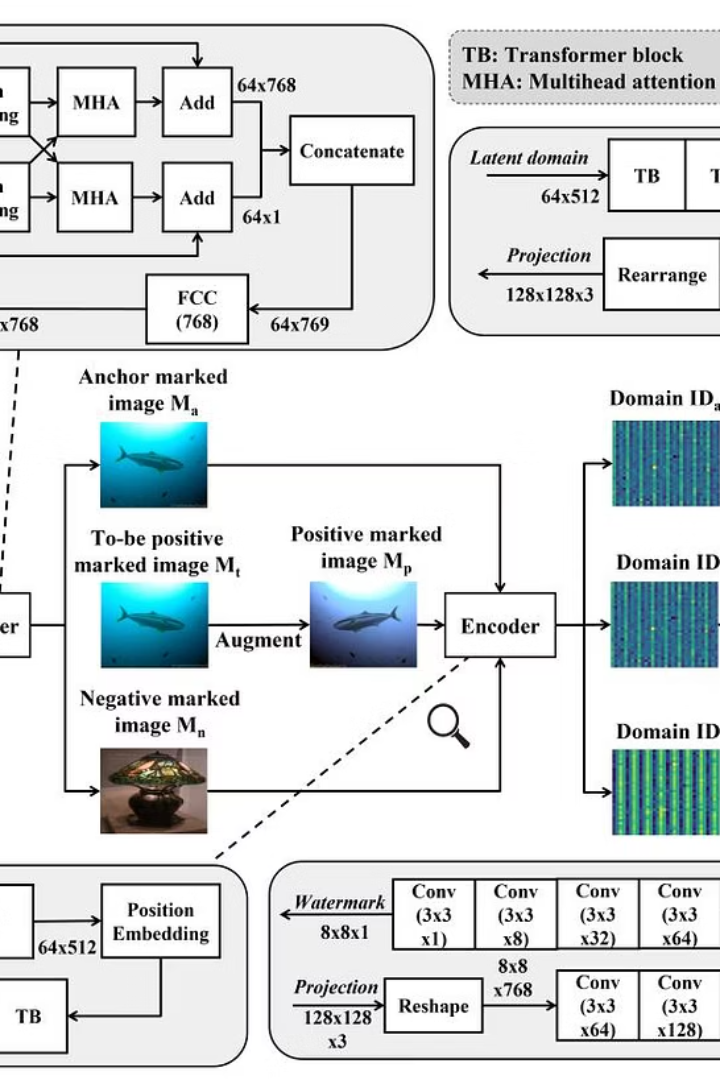 TB: Transformer block
MHA: Multihead attention
ng
MHA
Add
64x768
Concatenate
ng
MHA
Add
64x1
FCC
(768)
x768
64x769
Latent domain
64x512
TB
T
Projection
128x128x3
Rearrange
Anchor marked
image Ma
To-be positive
marked image Mt
Augment
Positive marked
image Mp
Negative marked
image Mn
er
Encoder
Domain IDa
Domain ID
Domain ID
64x512
Position
Embedding
TB
Watermark
8x8x1
Conv
(3x3
x1)
Conv
(3x3
x8)
Conv
(3x3
x32)
Conv
(3x3
x64)
Projection
128x128
x3
Reshape
8x8
x768
Conv
(3x3
x64)
Conv
(3x3
x128)